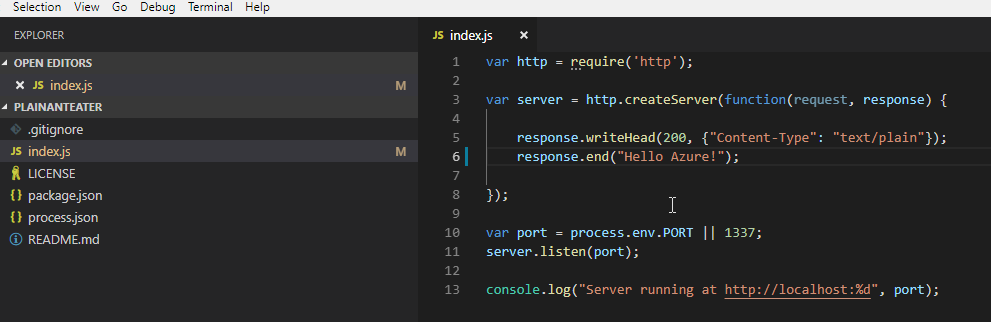 Selection View Go Debug Terminal Help
EXPLORER
OPEN EDITORS
JS index.js M
PLAINANTEATER
.gitignore
JS index.js M
LICENSE
{} package.json
{} process.json
README.md
JS index.js
1 var http = require('http');
2
3 var server = http.createServer(function(request, response) {
4
5 response.writeHead(200, {"Content-Type": "text/plain"});
6 response.end("Hello Azure!");
7
8 });
9
10 var port = process.env.PORT || 1337;
11 server.listen(port);
12
13 console.log("Server running at http://localhost:%d", port);